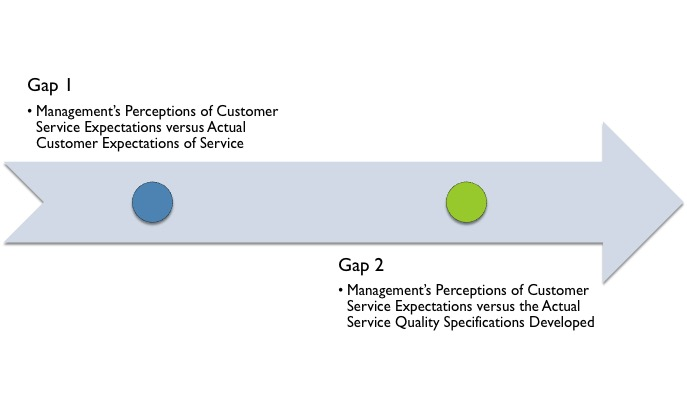 Gap 1
• Management's Perceptions of Customer
Service Expectations versus Actual
Customer Expectations of Service
Gap 2
• Management's Perceptions of Customer
Service Expectations versus the Actual
Service Quality Specifications Developed